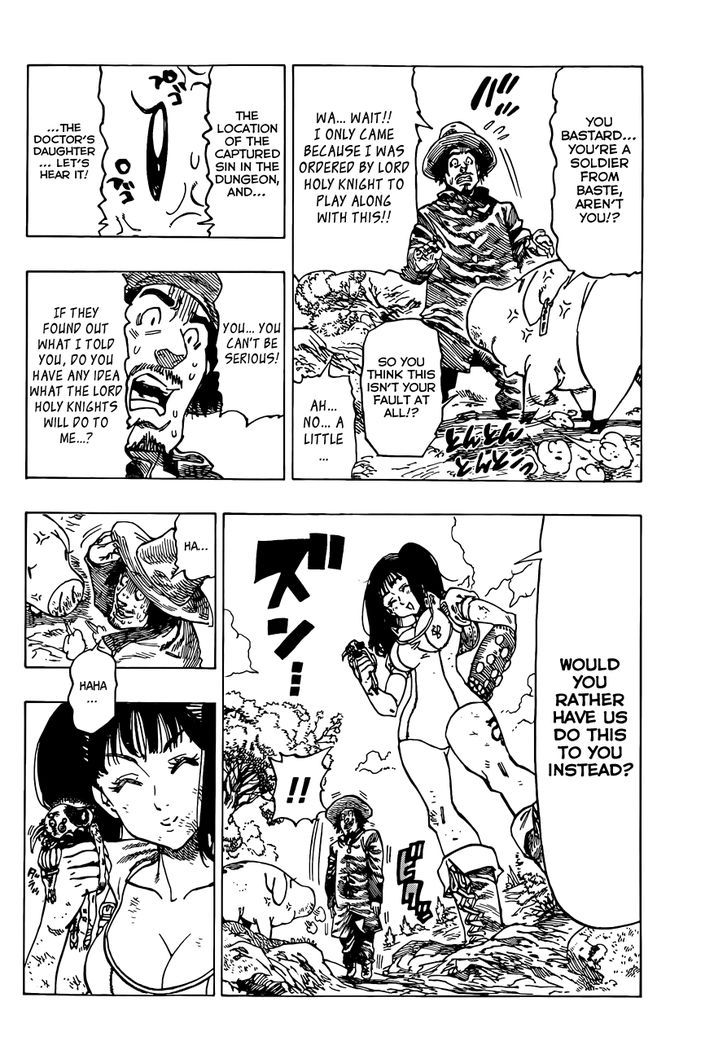 YOU
BASTARD...
YOU'RE A
SOLDIER
FROM
BASTE,
AREN'T
YOU!?
WA... WAIT!!
I ONLY CAME
BECAUSE I WAS
ORDERED BY LORD
HOLY KNIGHT TO
PLAY ALONG
WITH THIS!!
SO YOU
THINK THIS
ISN'T YOUR
FAULT AT
ALL!?
AH...
NO... A
LITTLE
...
THE
LOCATION
OF THE
CAPTURED
SIN IN THE
DUNGEON,
AND...
...THE
DOCTOR'S
DAUGHTER
... LET'S
HEAR IT!
YOU... YOU
CAN'T BE
SERIOUS!
IF THEY
FOUND OUT
WHAT I TOLD
YOU, DO YOU
HAVE ANY IDEA
WHAT THE LORD
HOLY KNIGHTS
WILL DO TO
ME...?
WOULD
YOU
RATHER
HAVE US
DO THIS
TO YOU
INSTEAD?
ズン...
!!
HA...
HAHA
...